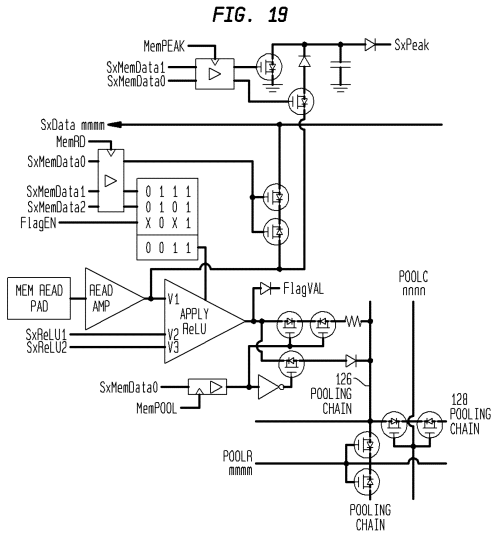 FIG. 19
MemPEAK
SxMemData1
SxMemData0
SxPeak
SxData mmmm
MemRD
SxMemData0
SxMemData1
SxMemData2
FlagEN
0 1 1 1
0 1 0 1
X 0 X 1
0 0 1 1
MEM READ
PAD
READ
AMP
V1
APPLY
ReLU
V2
V3
SxReLU1
SxReLU2
FlagVAL
POOLC
nnnn
SxMemData0
MemPOOL
126
POOLING
CHAIN
128
POOLING
CHAIN
POOLR
mmmm
POOLING
CHAIN